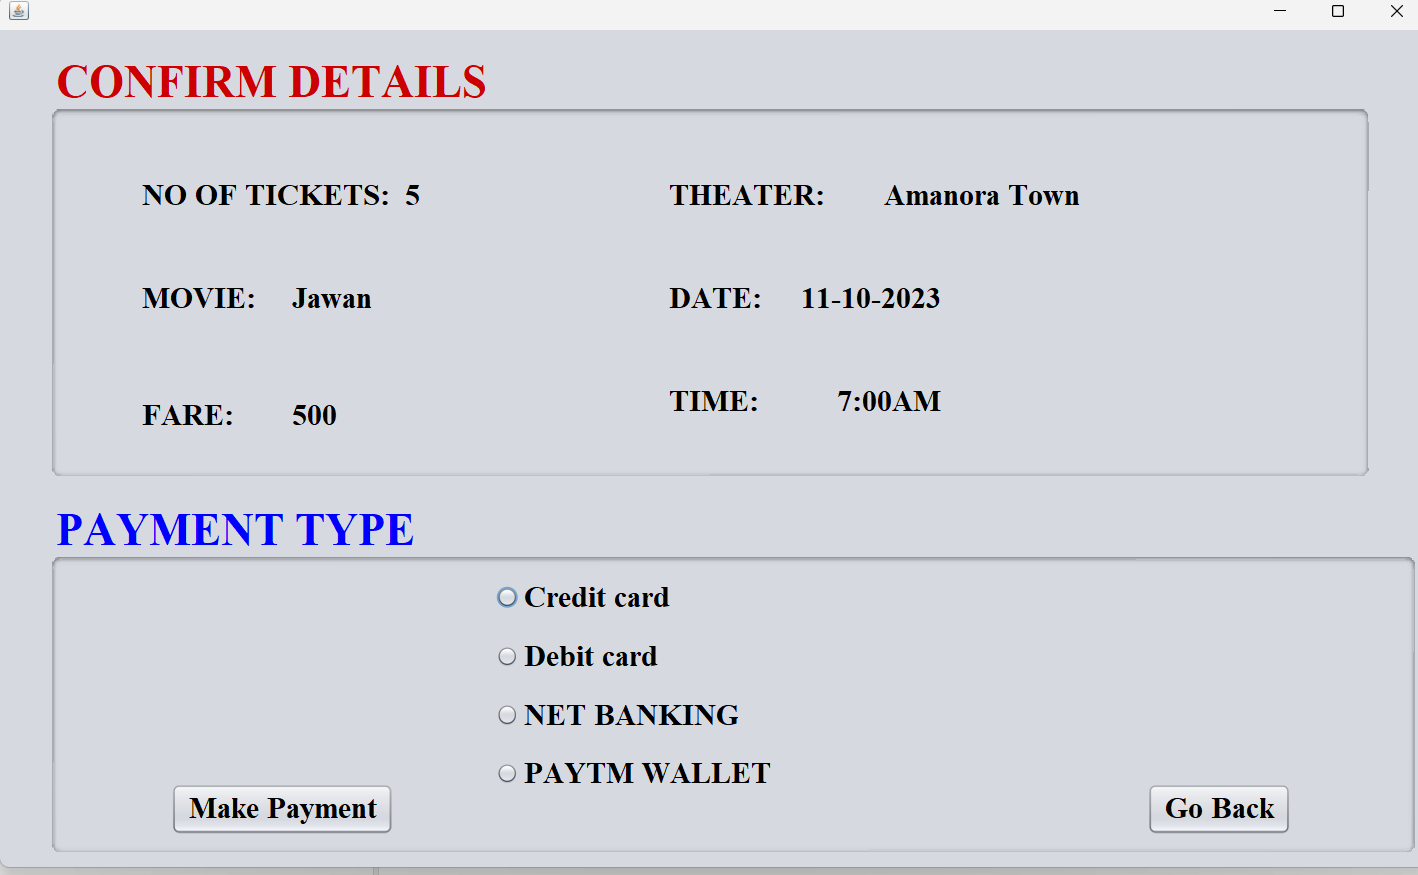 CONFIRM DETAILS
NO OF TICKETS: 5
THEATER: Amanora Town
MOVIE: Jawan
DATE: 11-10-2023
FARE: 500
TIME: 7:00AM
PAYMENT TYPE
Credit card
Debit card
NET BANKING
PAYTM WALLET
Make Payment
Go Back